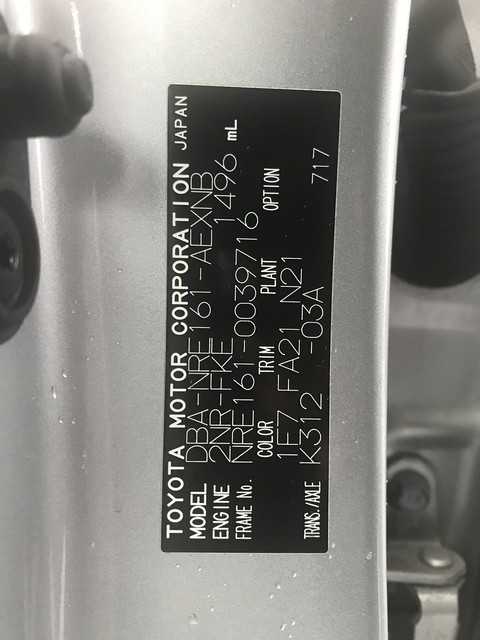 TOYOTA MOTOR CORPORATION JAPAN
MODEL DBA-NRE161-AEXNB
ENGINE 2NR-FKE 1496 mL
FRAME No. NRE161-0039716
COLOR TRIM PLANT OPTION
1E7 FA21 N21
TRANS./AXLE K312 -03A 717